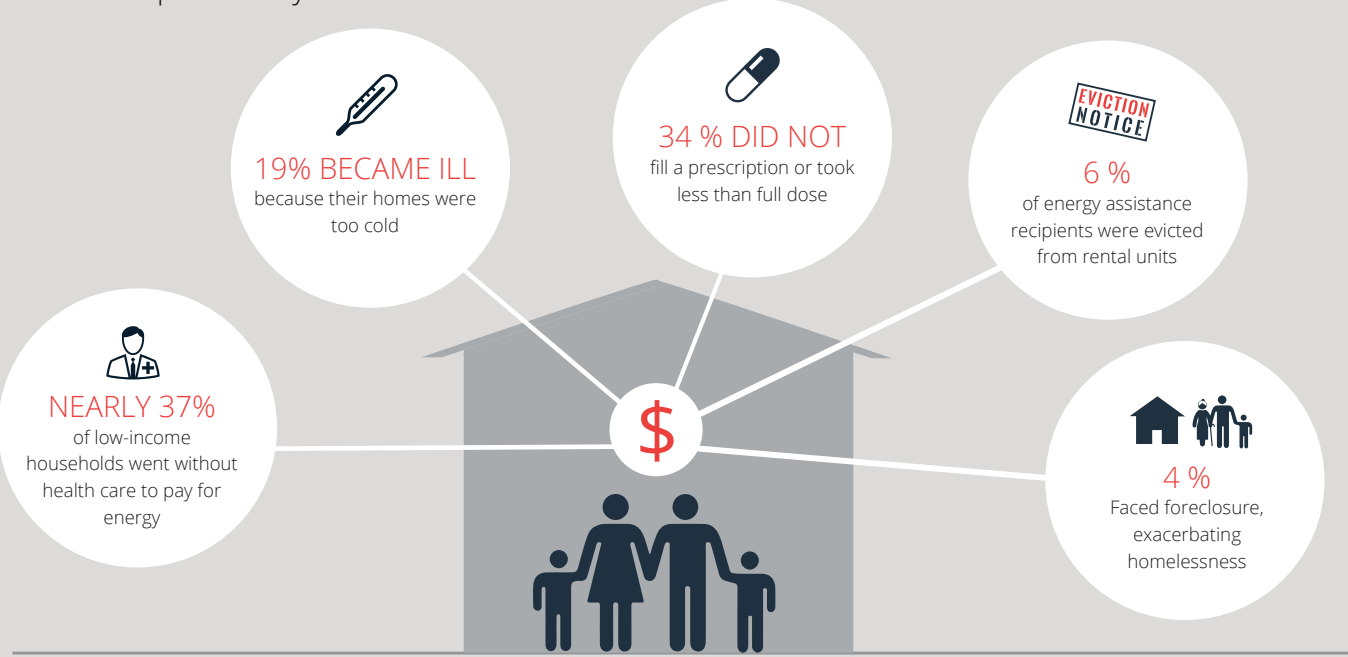 19% BECAME ILL
because their homes were
too cold
34 % DID NOT
fill a prescription or took
less than full dose
EVICTION
NOTICE
6 %
of energy assistance
recipients were evicted
from rental units
NEARLY 37%
of low-income
households went without
health care to pay for
energy
$
4 %
Faced foreclosure,
exacerbating
homelessness